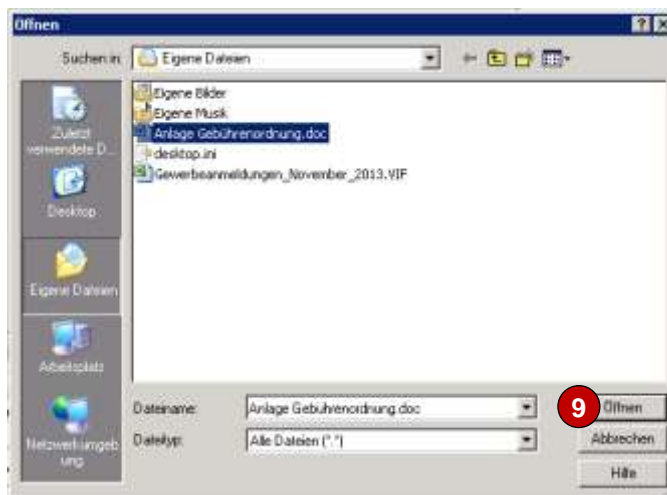 Öffnen
Suchen in: Eigene Dateien
Zuletzt
verwendete D...
Desktop
Eigene Dateien
Arbeitsplatz
Netzwerkumgeb
ung
Eigene Bilder
Eigene Musik
Anlage Gebührenordnung.doc
desktop.ini
Gewerbeanmeldungen_November_2013.VIF
Dateiname: Anlage Gebührenordnung.doc
9 Öffnen
Dateityp: Alle Dateien (*.*)
Abbrechen
Hilfe